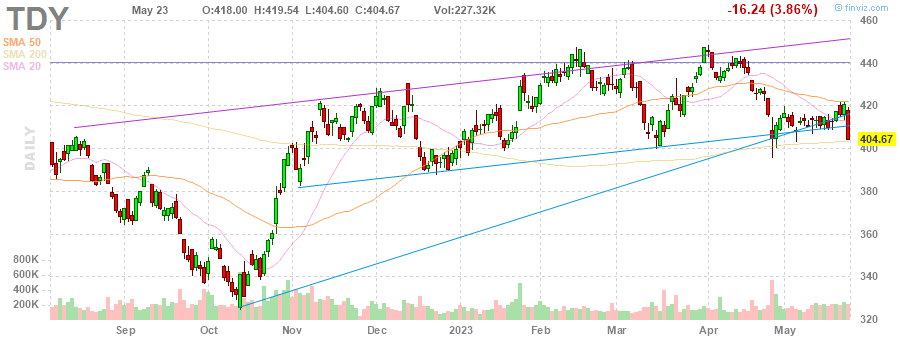 TDY
May 23 O:418.00 H:419.54 L:404.60 C:404.67 Vol:227.32K -16.24 (3.86%)
© finviz.com
SMA 50
SMA 200
SMA 20
DAILY
460
440
420
404.67
400
380
360
340
320
800K
600K
400K
200K
Sep Oct Nov Dec 2023 Feb Mar Apr May